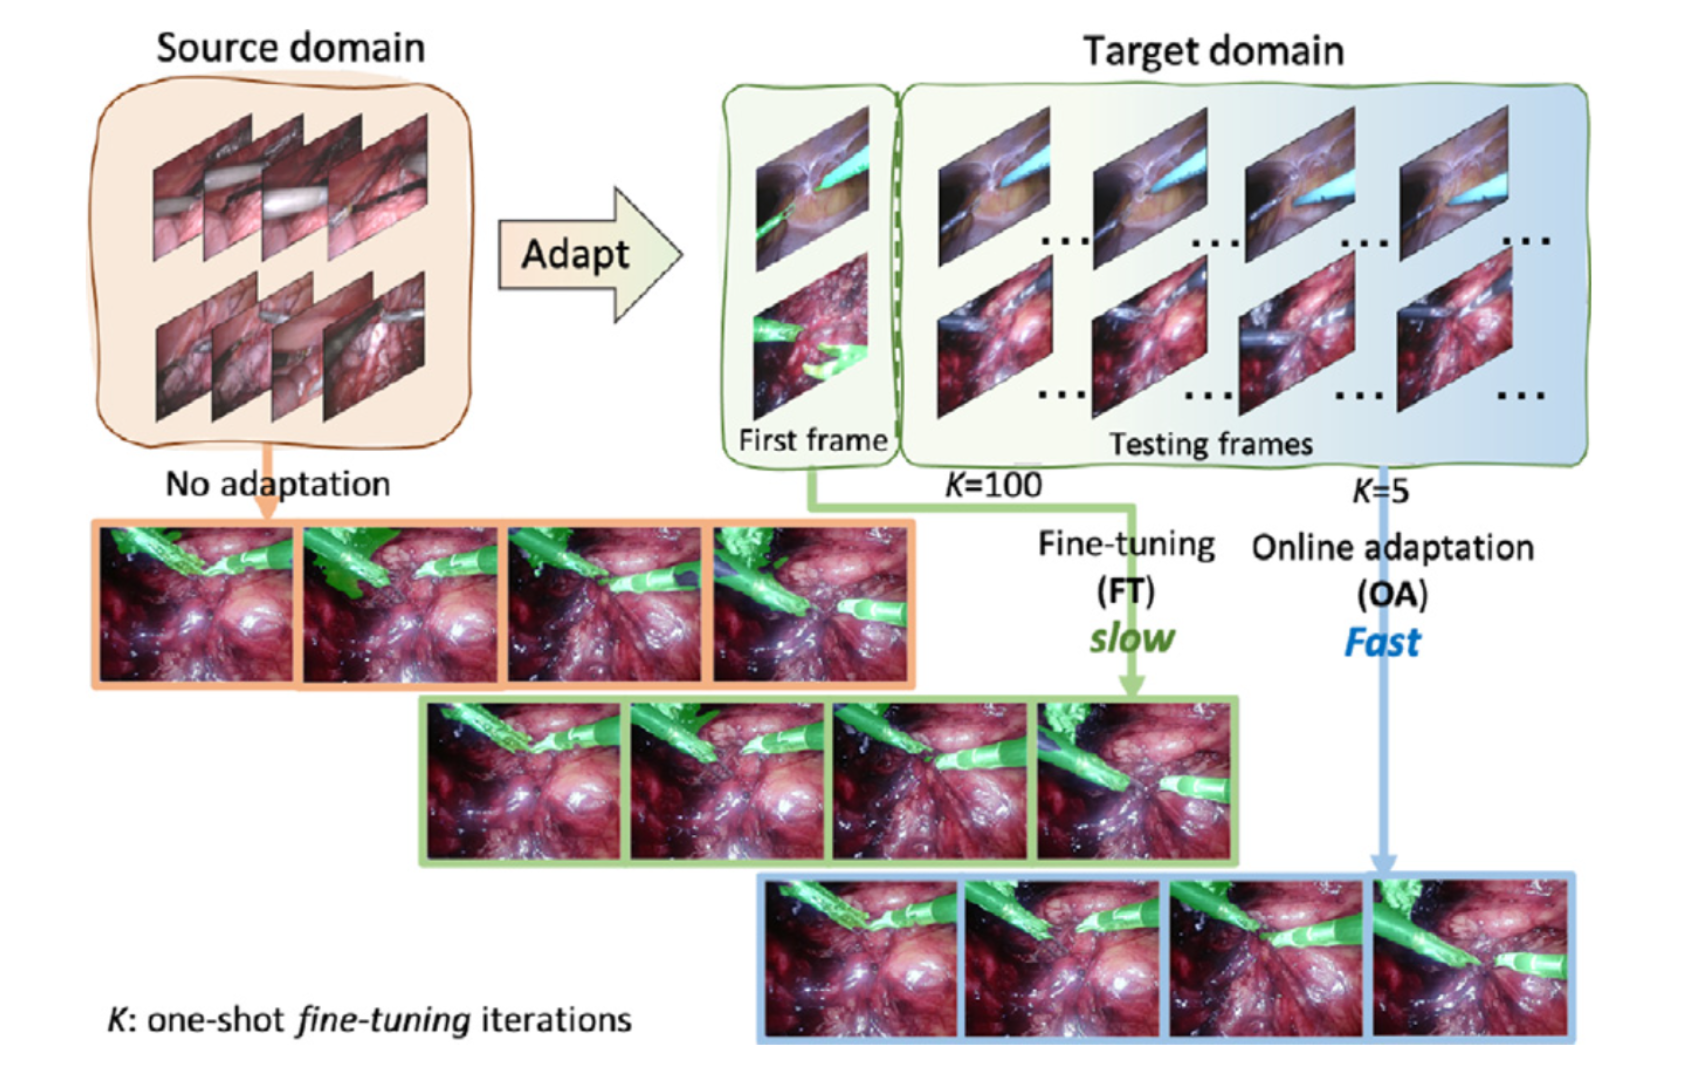 Source domain
Target domain
Adapt
...
...
...
...
...
...
...
...
First frame
Testing frames
No adaptation
K=100
K=5
Fine-tuning
(FT)
slow
Online adaptation
(OA)
Fast
K: one-shot fine-tuning iterations